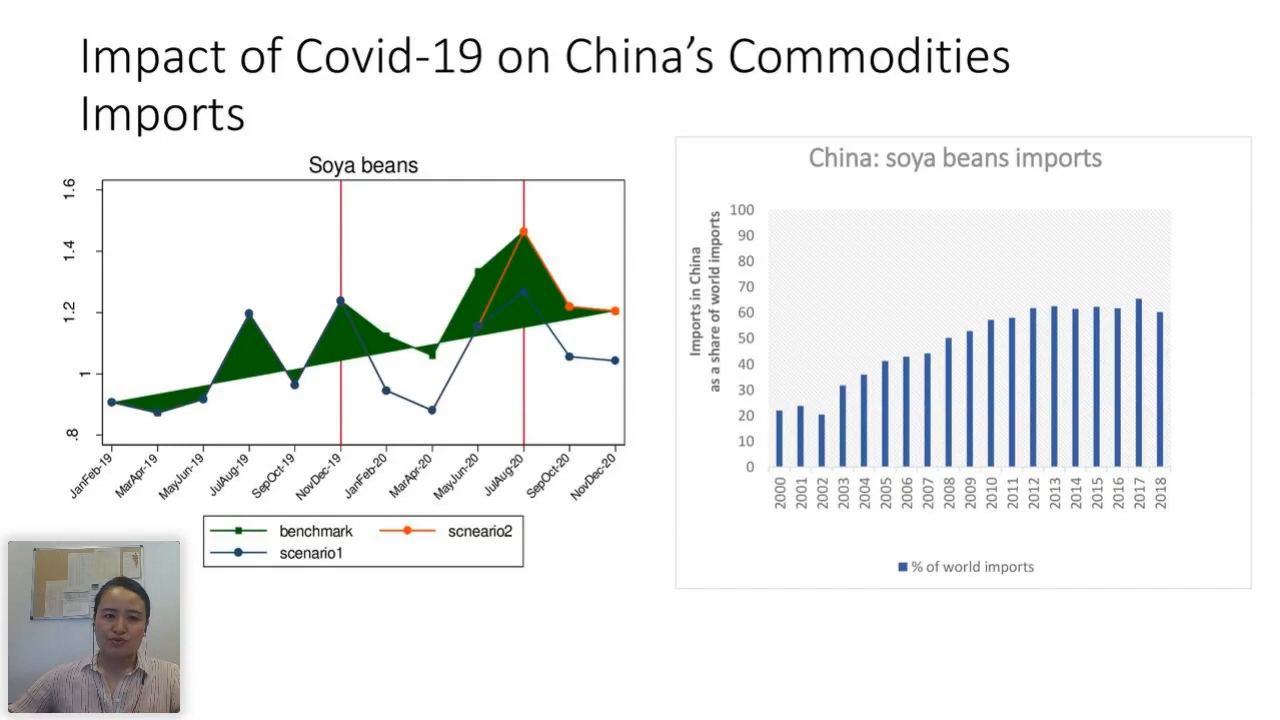 Impact of Covid-19 on China’s Commodities
Imports
Soya beans
1.6
1.4
1.2
1
.8
JanFeb-19
MarApr-19
MayJun-19
JulAug-19
SepOct-19
NovDec-19
JanFeb-20
MarApr-20
MayJun-20
JulAug-20
SepOct-20
NovDec-20
benchmark
scneario2
scenario1
China: soya beans imports
Imports in China
as a share of world imports
100
90
80
70
60
50
40
30
20
10
0
2000
2001
2002
2003
2004
2005
2006
2007
2008
2009
2010
2011
2012
2013
2014
2015
2016
2017
2018
% of world imports